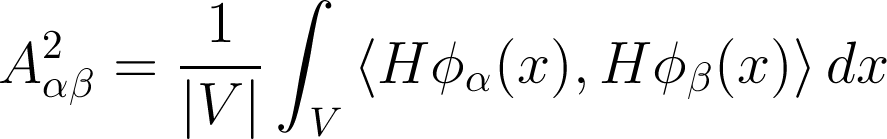 $A^2_{\alpha\beta} = \frac{1}{|V|} \int_V \langle H\phi_\alpha(x), H\phi_\beta(x) \rangle \, dx$